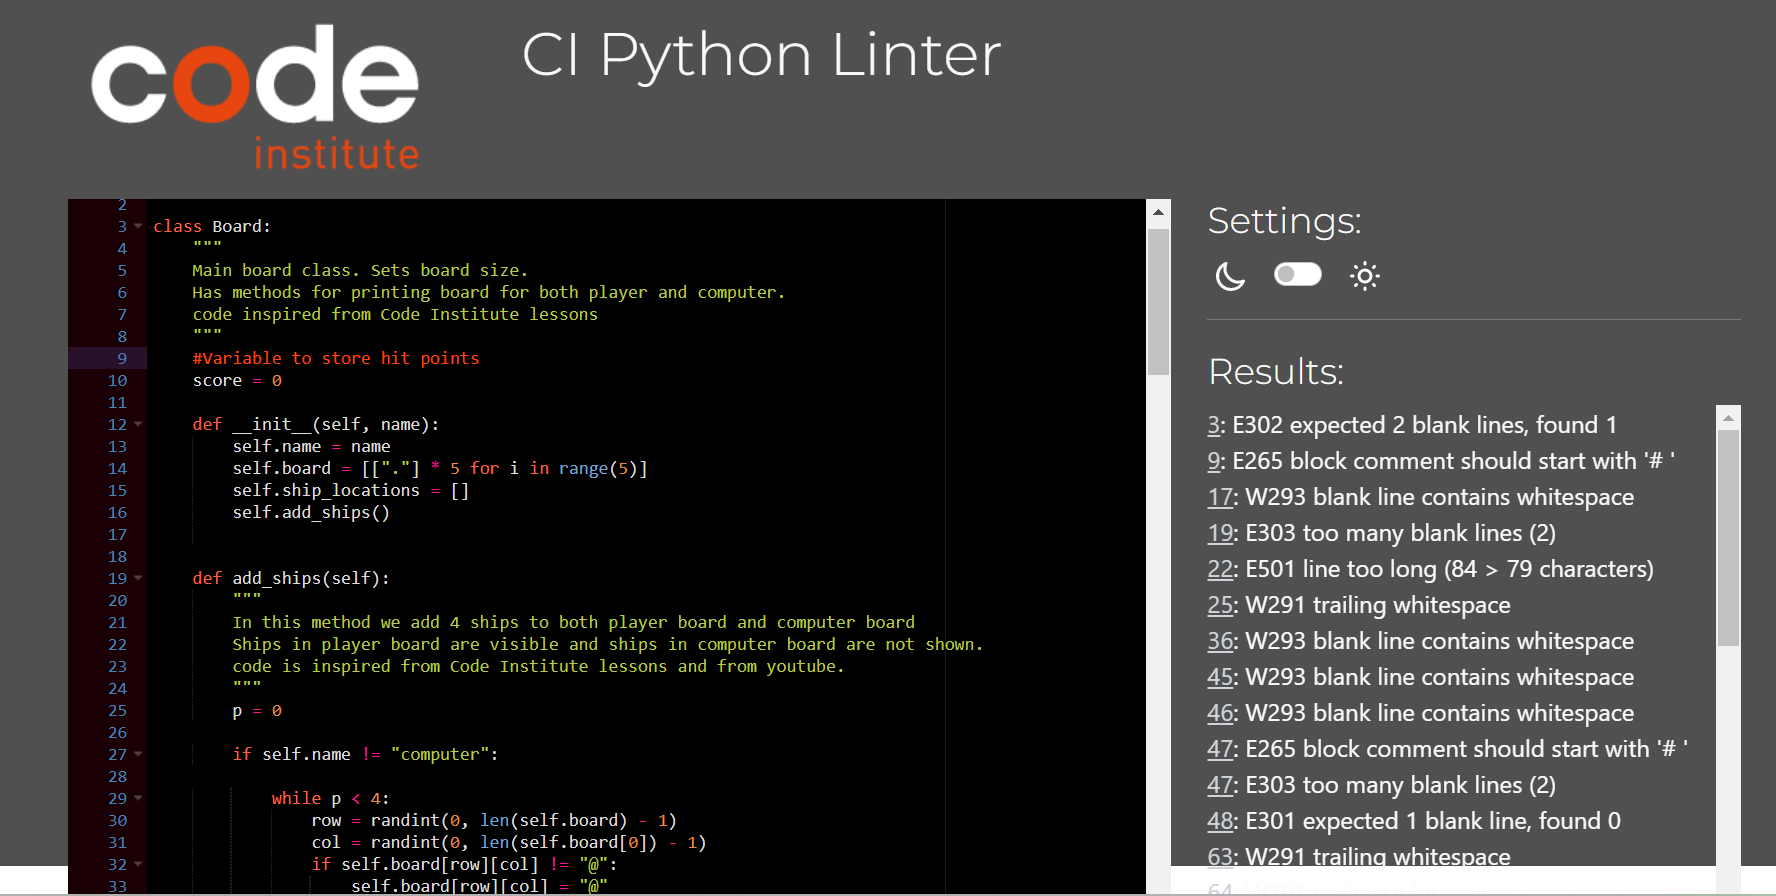 code
institute
CI Python Linter
2
3 class Board:
4 """
5 Main board class. Sets board size.
6 Has methods for printing board for both player and computer.
7 code inspired from Code Institute lessons
8 """
9 #Variable to store hit points
10 score = 0
11
12 def __init__(self, name):
13 self.name = name
14 self.board = [["."] * 5 for i in range(5)]
15 self.ship_locations = []
16 self.add_ships()
17
18
19 def add_ships(self):
20 """
21 In this method we add 4 ships to both player board and computer board
22 Ships in player board are visible and ships in computer board are not shown.
23 code is inspired from Code Institute lessons and from youtube.
24 """
25 p = 0
26
27 if self.name != "computer":
28
29 while p < 4:
30 row = randint(0, len(self.board) - 1)
31 col = randint(0, len(self.board[0]) - 1)
32 if self.board[row][col] != "@":
33 self.board[row][col] = "@"
Settings:
Results:
3: E302 expected 2 blank lines, found 1
9: E265 block comment should start with '# '
17: W293 blank line contains whitespace
19: E303 too many blank lines (2)
22: E501 line too long (84 > 79 characters)
25: W291 trailing whitespace
36: W293 blank line contains whitespace
45: W293 blank line contains whitespace
46: W293 blank line contains whitespace
47: E265 block comment should start with '# '
47: E303 too many blank lines (2)
48: E301 expected 1 blank line, found 0
63: W291 trailing whitespace
64: W291 trailing whitespace